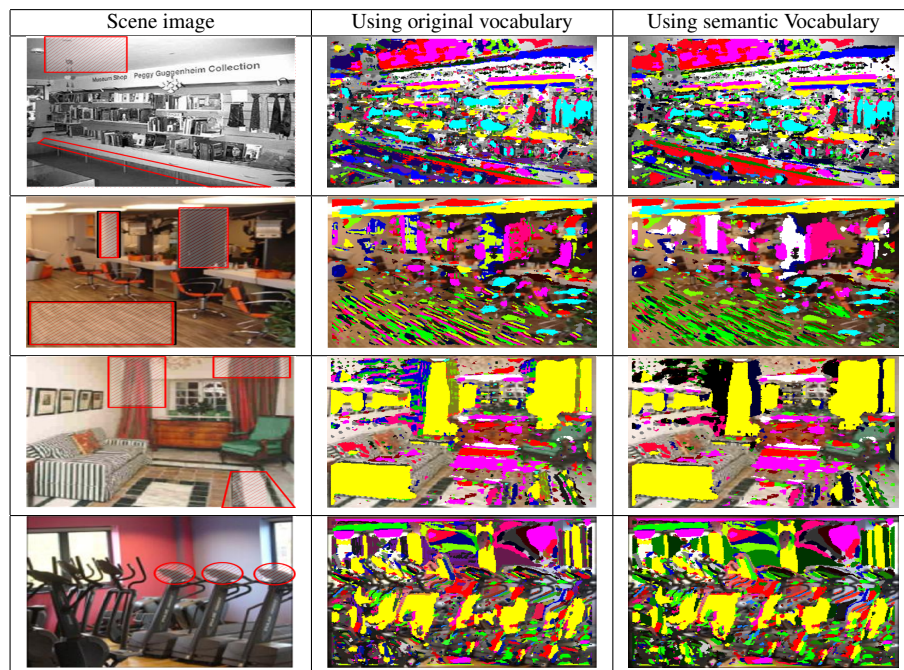 Scene image
Using original vocabulary
Using semantic Vocabulary
Museum Shop Peggy Guggenheim Collection